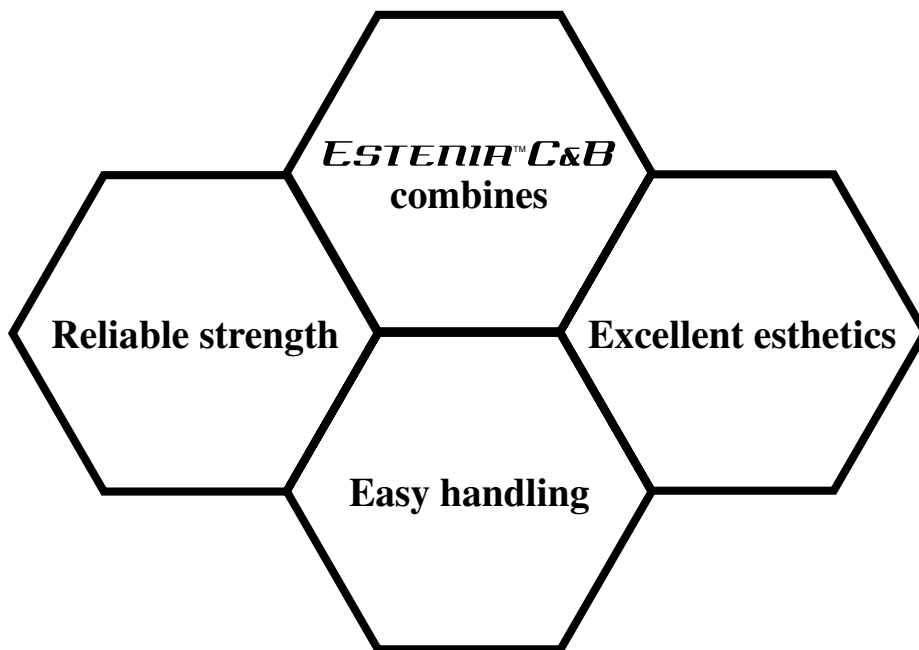 ESTENIA™ C&B
combines
Reliable strength
Excellent esthetics
Easy handling